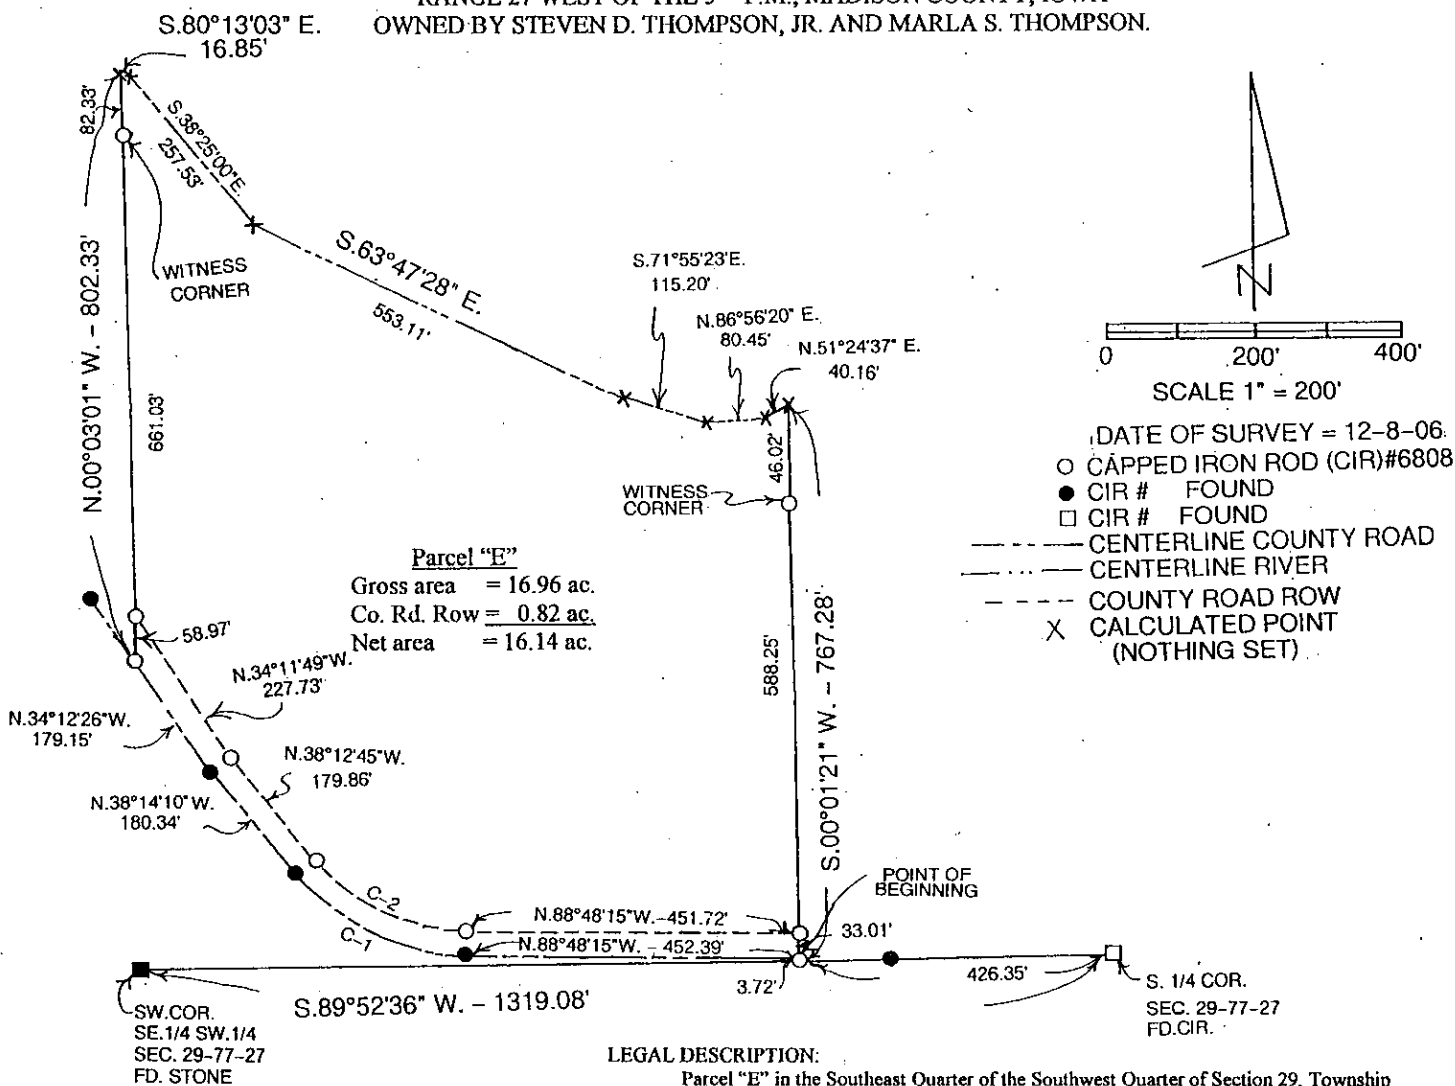 OWNED BY STEVEN D. THOMPSON, JR. AND MARLA S. THOMPSON.
S.80°13'03" E.
16.85'
82.33'
S.38°25'00"E.
257.53'
WITNESS
CORNER
S.63°47'28" E.
553.11'
S.71°55'23"E.
115.20'
N.86°56'20" E.
80.45'
N.51°24'37" E.
40.16'
N
0 200' 400'
SCALE 1" = 200'
DATE OF SURVEY = 12-8-06
CAPPED IRON ROD (CIR)#6808
CIR # FOUND
CIR # FOUND
CENTERLINE COUNTY ROAD
CENTERLINE RIVER
COUNTY ROAD ROW
X CALCULATED POINT
(NOTHING SET)
N.00°03'01" W. - 802.33'
661.03'
46.02'
WITNESS
CORNER
Parcel "E"
Gross area = 16.96 ac.
Co. Rd. Row = 0.82 ac.
Net area = 16.14 ac.
588.25'
S.00°01'21" W. - 767.28'
58.97'
N.34°11'49"W.
227.73'
N.34°12'26"W.
179.15'
N.38°12'45"W.
179.86'
N.38°14'10"W.
180.34'
C-2
C-1
POINT OF
BEGINNING
N.88°48'15"W.-451.72'
33.01'
N.88°48'15"W. - 452.39'
3.72'
426.35'
S. 1/4 COR.
SEC. 29-77-27
FD.CIR.
S.89°52'36" W. - 1319.08'
SW.COR.
SE.1/4 SW.1/4
SEC. 29-77-27
FD. STONE
LEGAL DESCRIPTION:
Parcel "E" in the Southeast Quarter of the Southwest Quarter of Section 29, Township